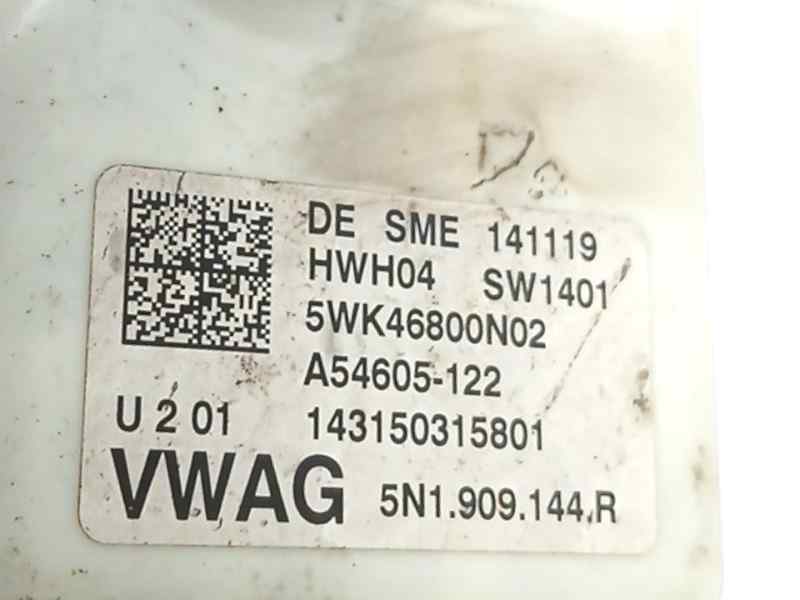 DE SME 141119
HWH04 SW1401
5WK46800N02
A54605-122
U 2 01 143150315801
VWAG 5N1.909.144.R